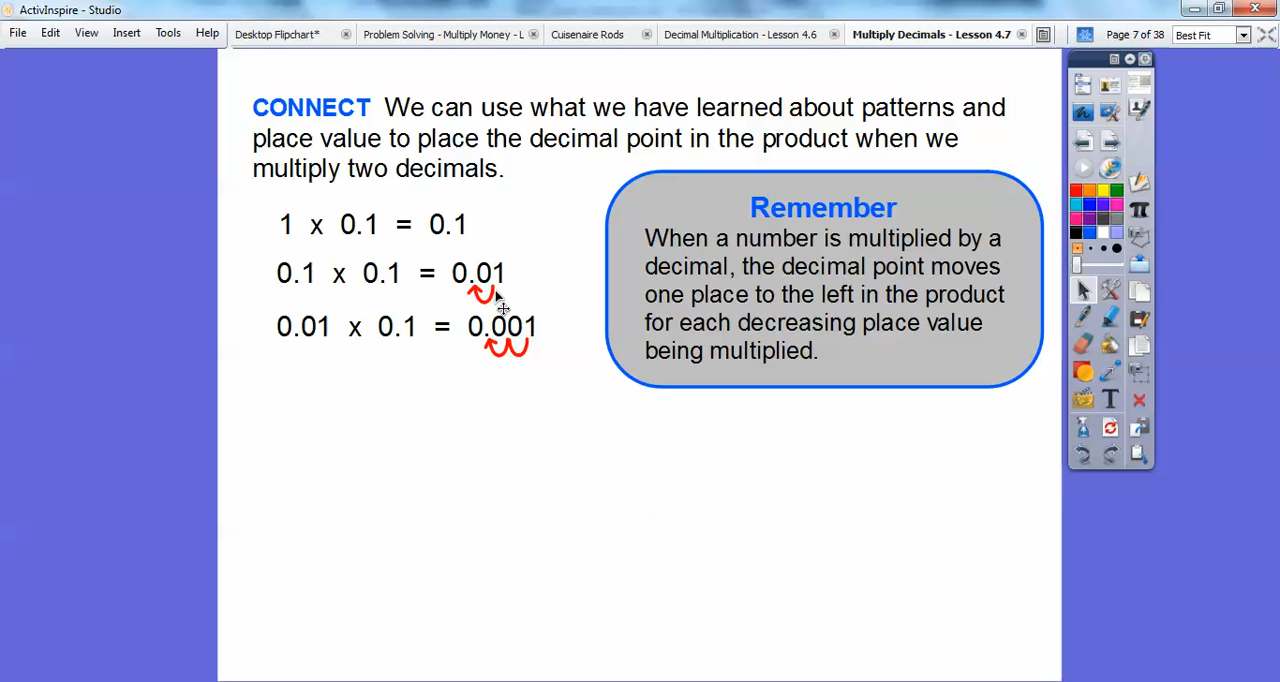 ActivInspire - Studio
File Edit View Insert Tools Help
Desktop Flipchart* Problem Solving - Multiply Money - L Cuisenaire Rods Decimal Multiplication - Lesson 4.6 Multiply Decimals - Lesson 4.7 Page 7 of 38 Best Fit
CONNECT We can use what we have learned about patterns and
place value to place the decimal point in the product when we
multiply two decimals.
1 x 0.1 = 0.1
0.1 x 0.1 = 0.01
0.01 x 0.1 = 0.001
Remember
When a number is multiplied by a
decimal, the decimal point moves
one place to the left in the product
for each decreasing place value
being multiplied.